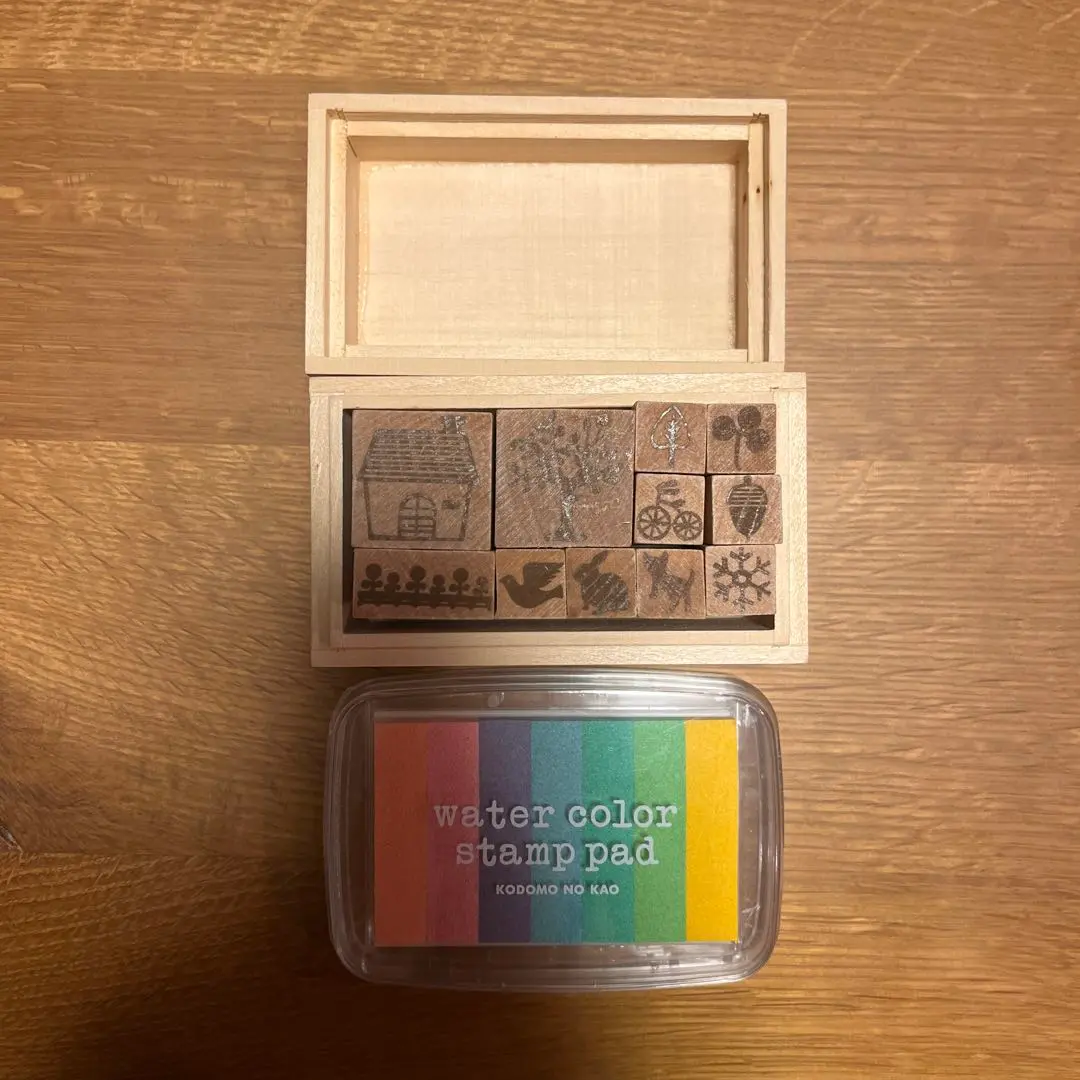 water color
stamp pad
KODOMO NO KAO